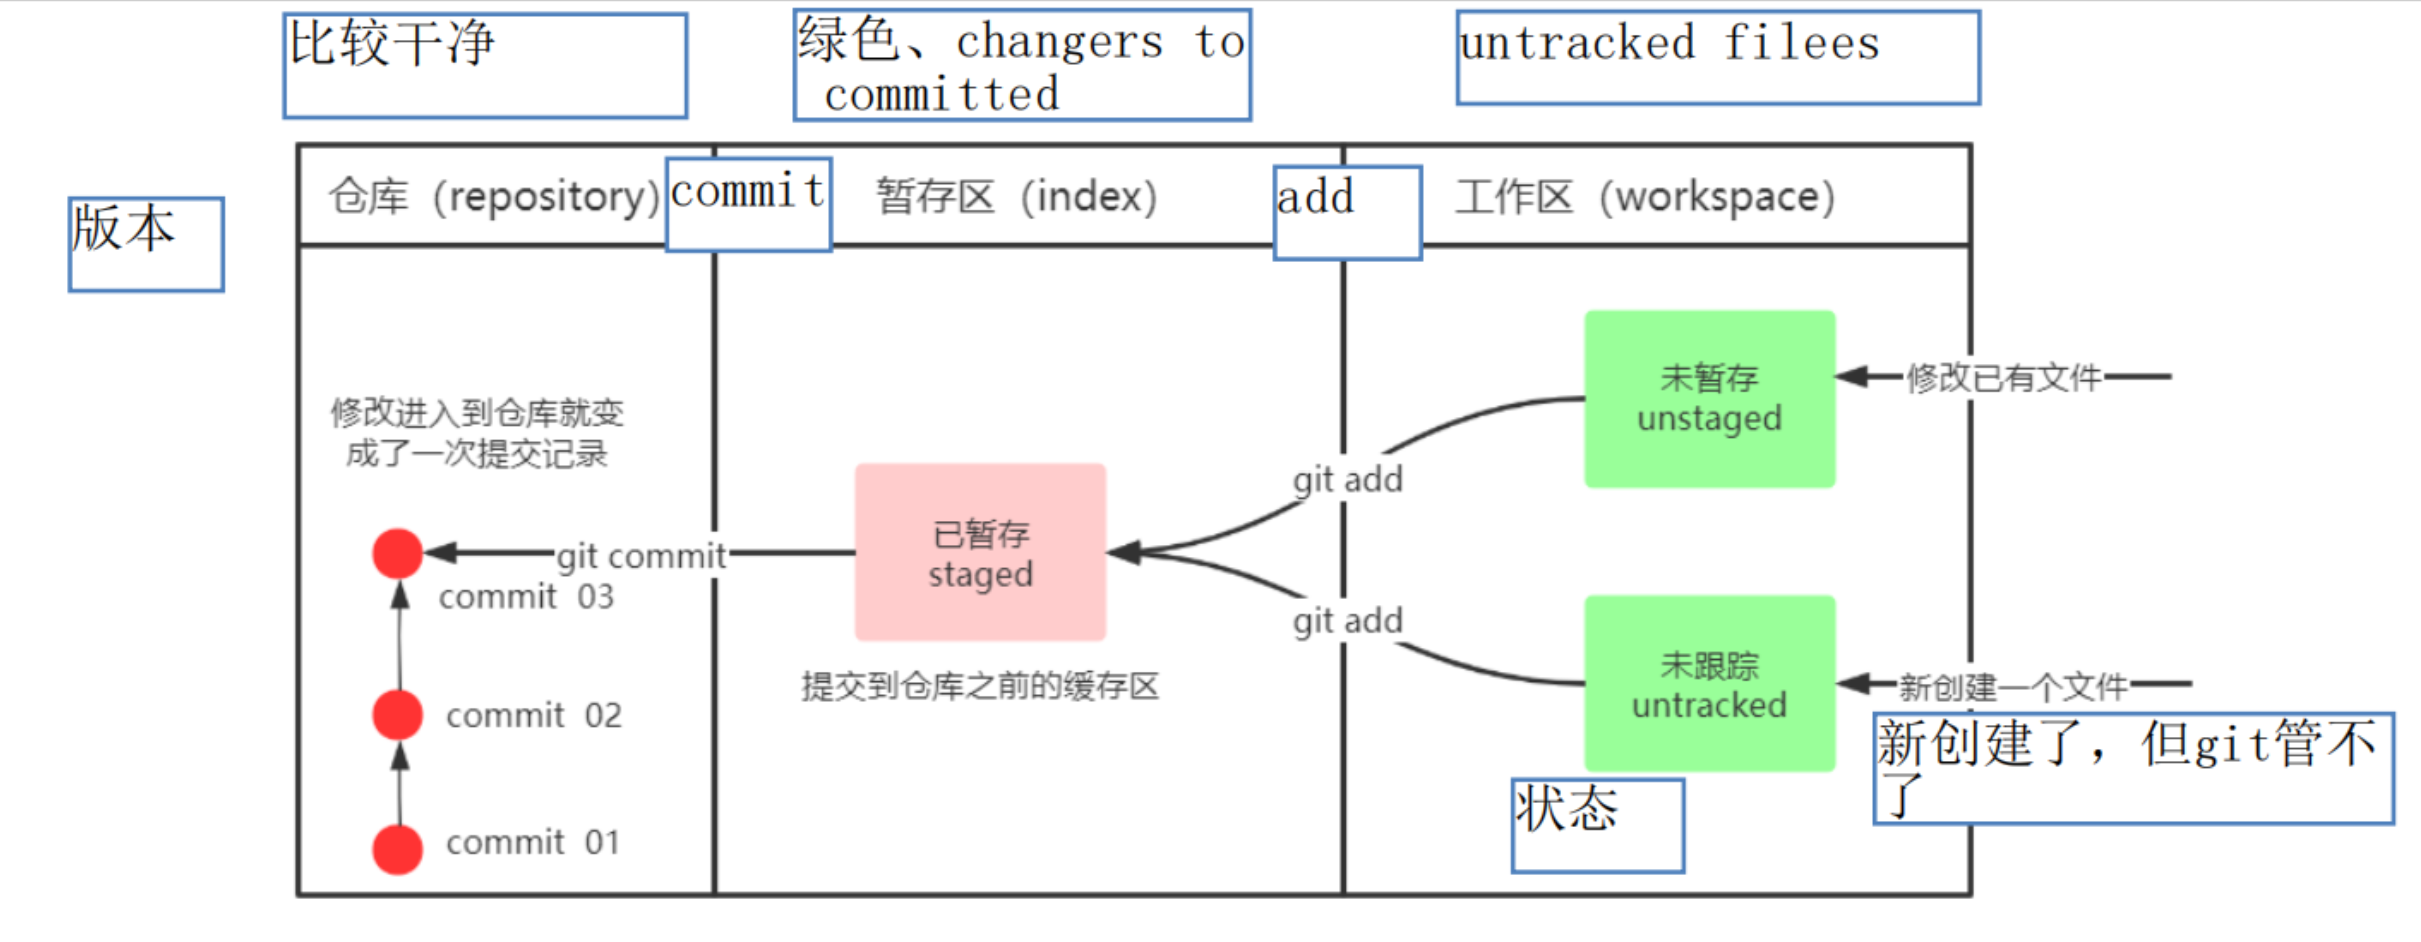 比较干净
绿色、changers to
committed
untracked filees
版本
仓库（repository）
commit
暂存区（index）
add
工作区（workspace）
修改进入到仓库就变
成了一次提交记录
未暂存
unstaged
修改已有文件
git add
已暂存
staged
git commit
commit 03
git add
提交到仓库之前的缓存区
未跟踪
untracked
新创建一个文件
commit 02
新创建了，但git管不
了
状态
commit 01